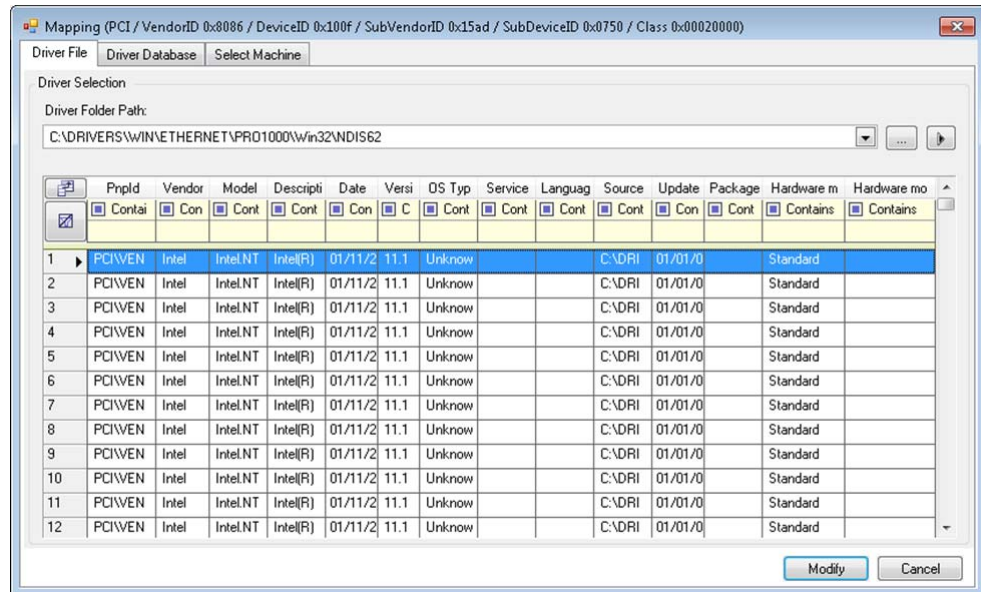 Mapping (PCI / VendorID 0x8086 / DeviceID 0x100f / SubVendorID 0x15ad / SubDeviceID 0x0750 / Class 0x00020000)
Driver File Driver Database Select Machine
Driver Selection
Driver Folder Path:
C:\DRIVERS\WIN\ETHERNET\PRO1000\Win32\NDIS62 ...
PnpId Vendor Model Descripti Date Versi OS Typ Service Languag Source Update Package Hardware m Hardware mo
Contai Con Cont Cont Con C Cont Cont Cont Cont Con Cont Contains Contains
1 PCI\VEN Intel Intel.NT Intel(R) 01/11/2 11.1 Unknow C:\DRI 01/01/0 Standard
2 PCI\VEN Intel Intel.NT Intel(R) 01/11/2 11.1 Unknow C:\DRI 01/01/0 Standard
3 PCI\VEN Intel Intel.NT Intel(R) 01/11/2 11.1 Unknow C:\DRI 01/01/0 Standard
4 PCI\VEN Intel Intel.NT Intel(R) 01/11/2 11.1 Unknow C:\DRI 01/01/0 Standard
5 PCI\VEN Intel Intel.NT Intel(R) 01/11/2 11.1 Unknow C:\DRI 01/01/0 Standard
6 PCI\VEN Intel Intel.NT Intel(R) 01/11/2 11.1 Unknow C:\DRI 01/01/0 Standard
7 PCI\VEN Intel Intel.NT Intel(R) 01/11/2 11.1 Unknow C:\DRI 01/01/0 Standard
8 PCI\VEN Intel Intel.NT Intel(R) 01/11/2 11.1 Unknow C:\DRI 01/01/0 Standard
9 PCI\VEN Intel Intel.NT Intel(R) 01/11/2 11.1 Unknow C:\DRI 01/01/0 Standard
10 PCI\VEN Intel Intel.NT Intel(R) 01/11/2 11.1 Unknow C:\DRI 01/01/0 Standard
11 PCI\VEN Intel Intel.NT Intel(R) 01/11/2 11.1 Unknow C:\DRI 01/01/0 Standard
12 PCI\VEN Intel Intel.NT Intel(R) 01/11/2 11.1 Unknow C:\DRI 01/01/0 Standard
Modify Cancel